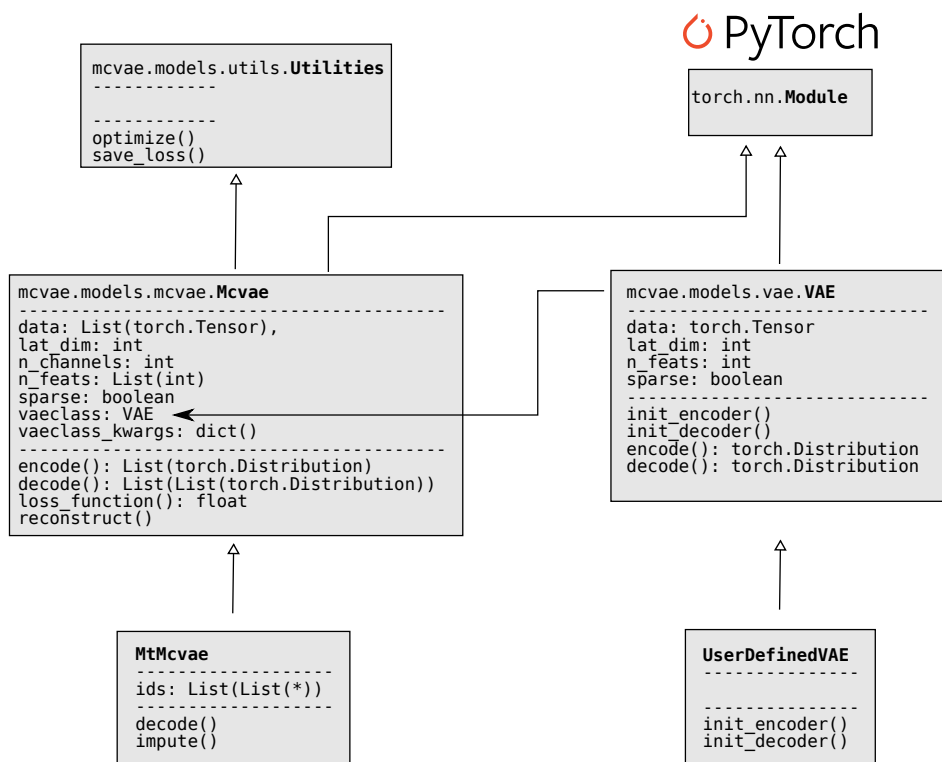 PyTorch
mcvae.models.utils.Utilities
------------
------------
optimize()
save_loss()
torch.nn.Module
mcvae.models.mcvae.Mcvae
-----------------------------------------
data: List(torch.Tensor),
lat_dim: int
n_channels: int
n_feats: List(int)
sparse: boolean
vaeclass: VAE
vaeclass_kwargs: dict()
-----------------------------------------
encode(): List(torch.Distribution)
decode(): List(List(torch.Distribution))
loss_function(): float
reconstruct()
mcvae.models.vae.VAE
-----------------------------
data: torch.Tensor
lat_dim: int
n_feats: int
sparse: boolean
-----------------------------
init_encoder()
init_decoder()
encode(): torch.Distribution
decode(): torch.Distribution
MtMcvae
-------------------
ids: List(List(*))
-------------------
decode()
impute()
UserDefinedVAE
---------------
---------------
init_encoder()
init_decoder()